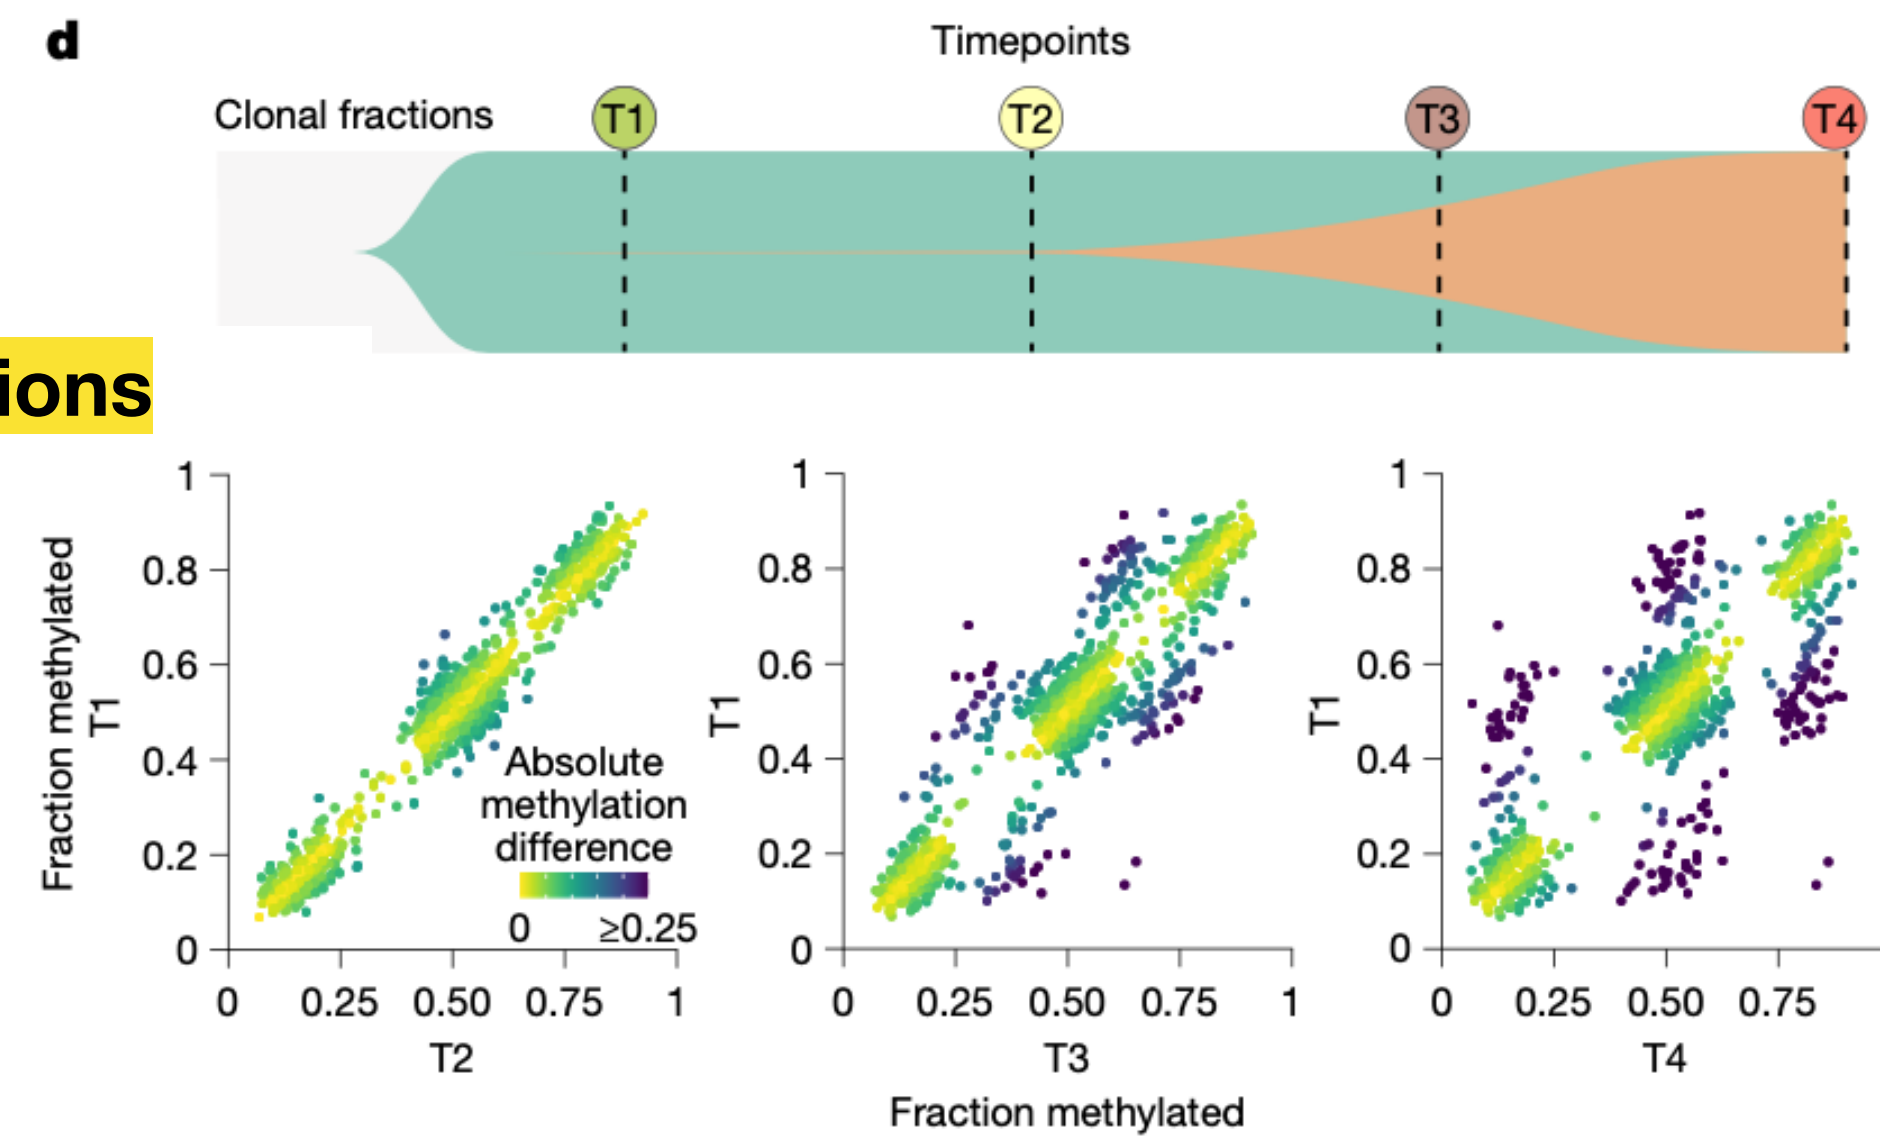 d
Timepoints
Clonal fractions
T1
T2
T3
T4
ions
Fraction methylated
T1
1
0.8
0.6
0.4
0.2
0
Absolute
methylation
difference
0
≥0.25
0
0.25
0.50
0.75
1
T2
T1
1
0.8
0.6
0.4
0.2
0
0
0.25
0.50
0.75
1
T3
T1
1
0.8
0.6
0.4
0.2
0
0
0.25
0.50
0.75
T4
Fraction methylated